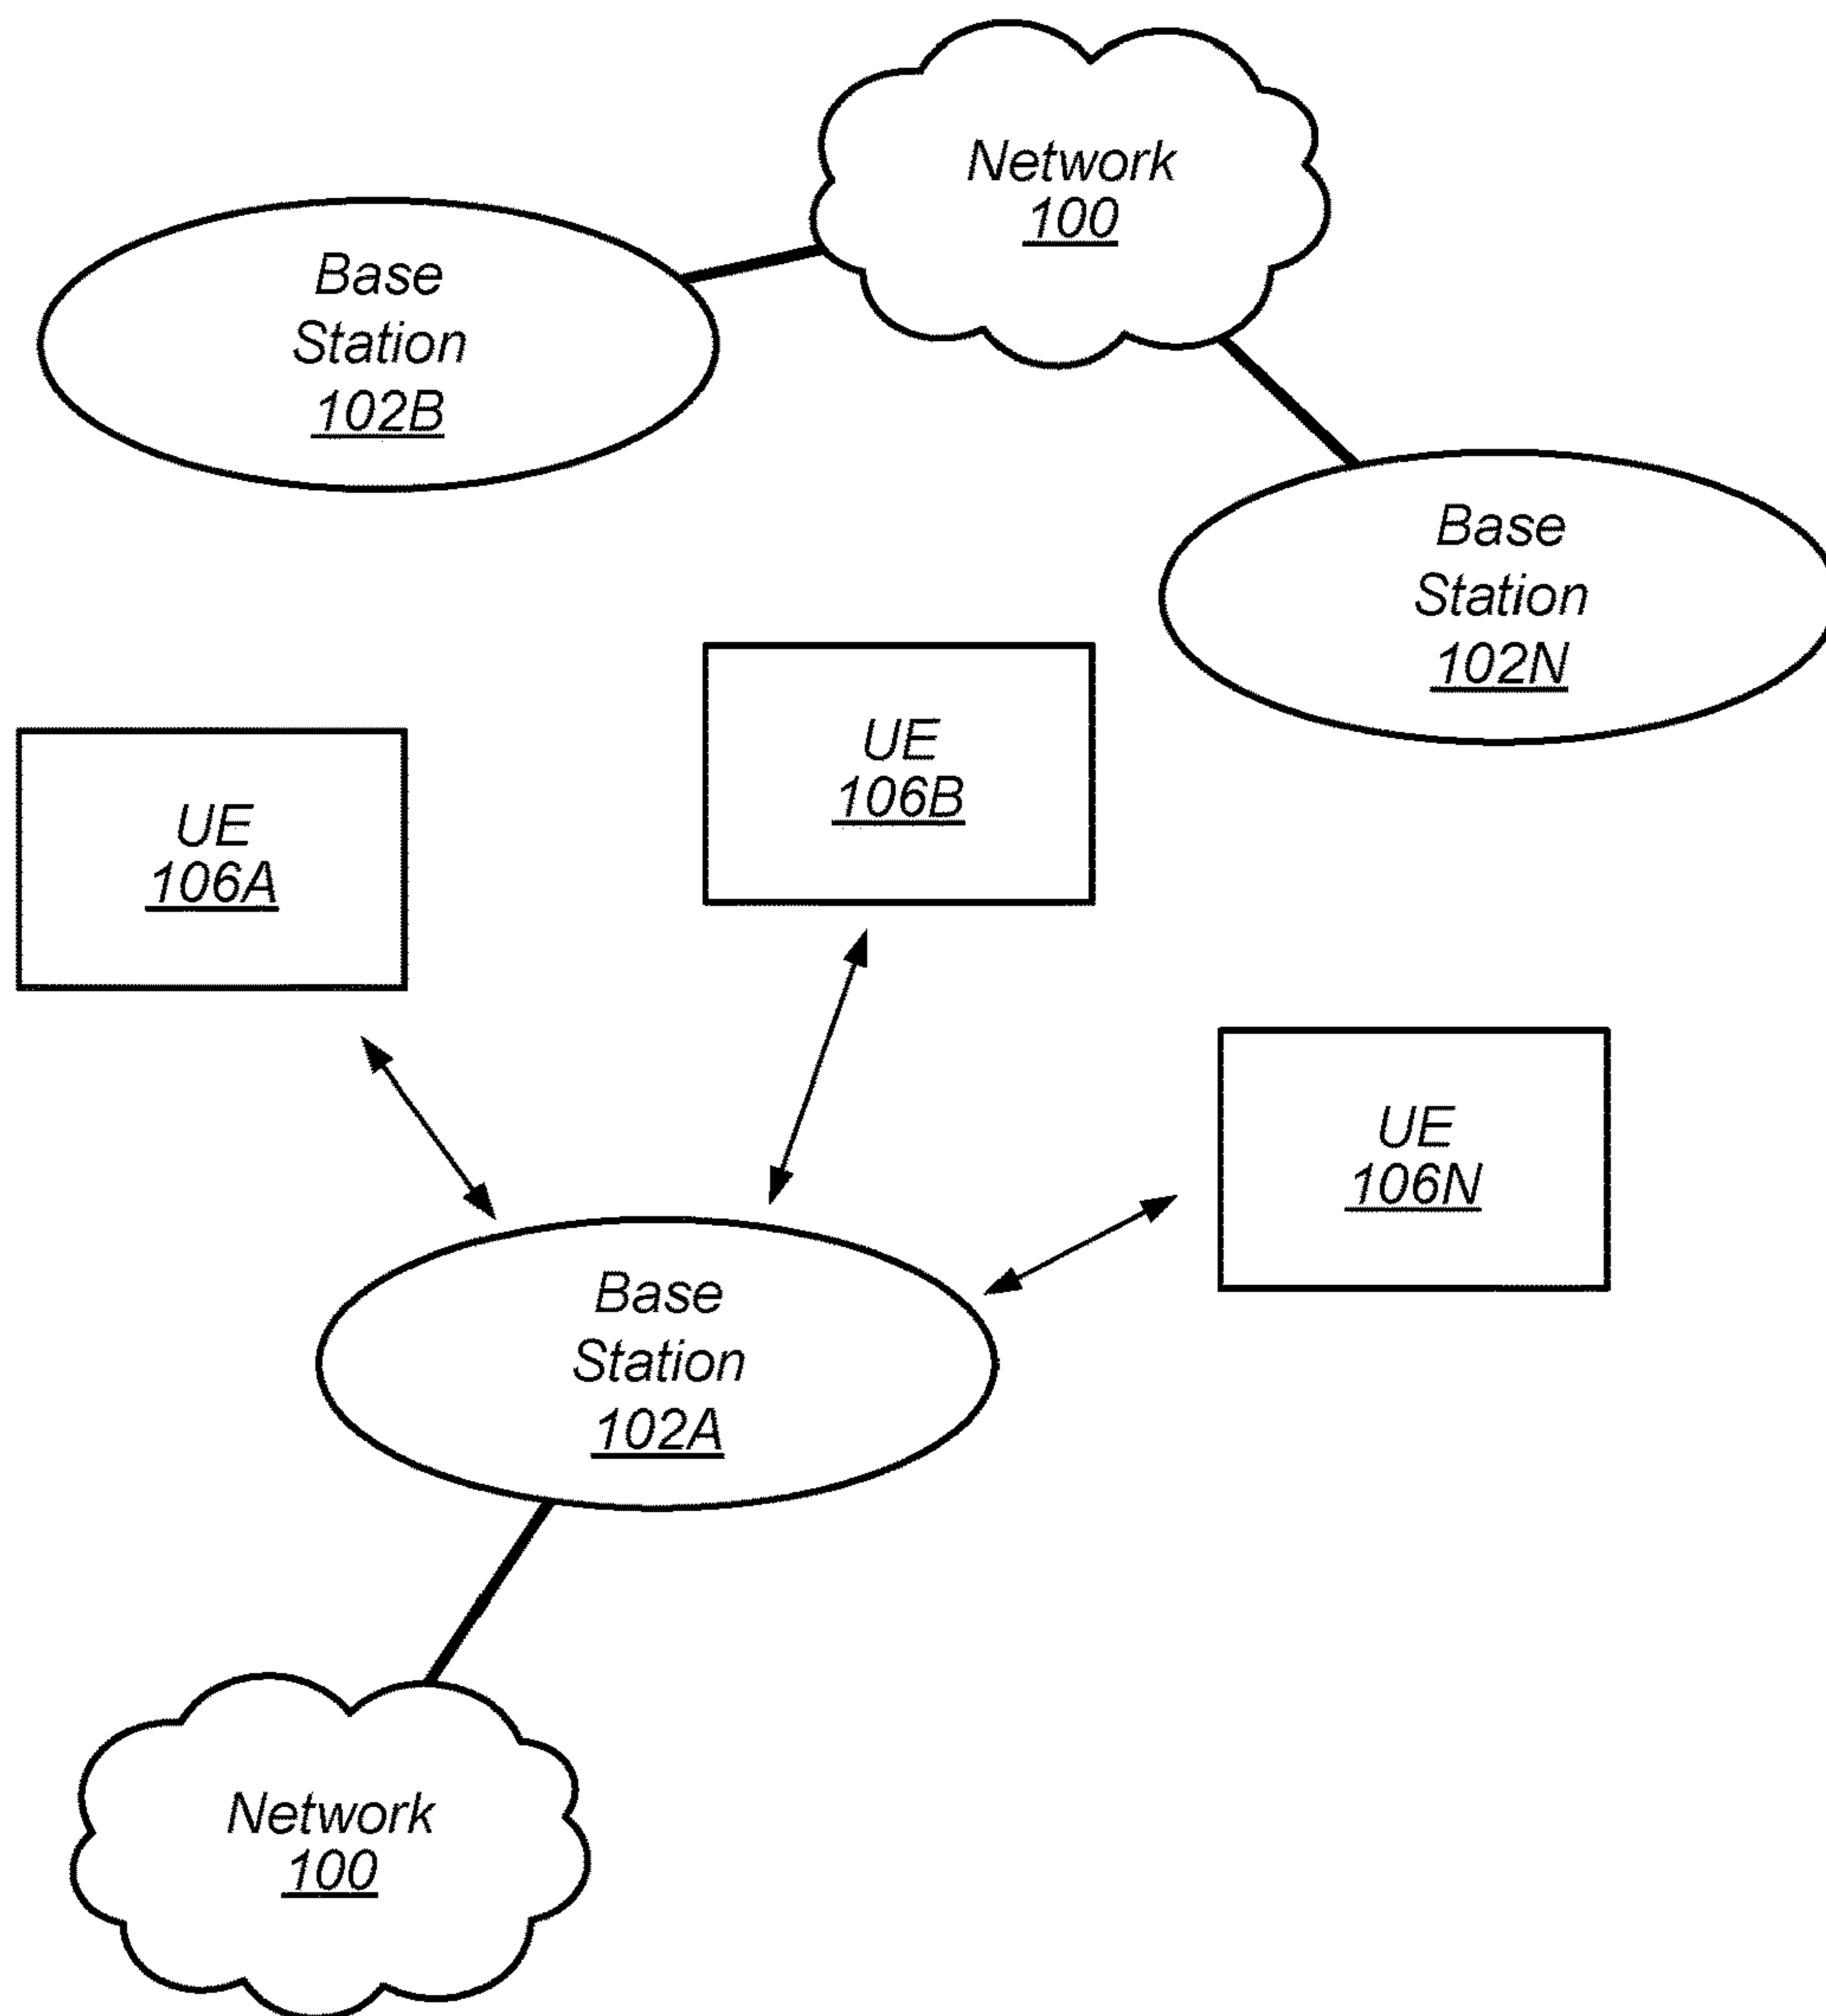 Network
100
Base
Station
102B
Base
Station
102N
UE
106B
UE
106A
UE
106N
Base
Station
102A
Network
100